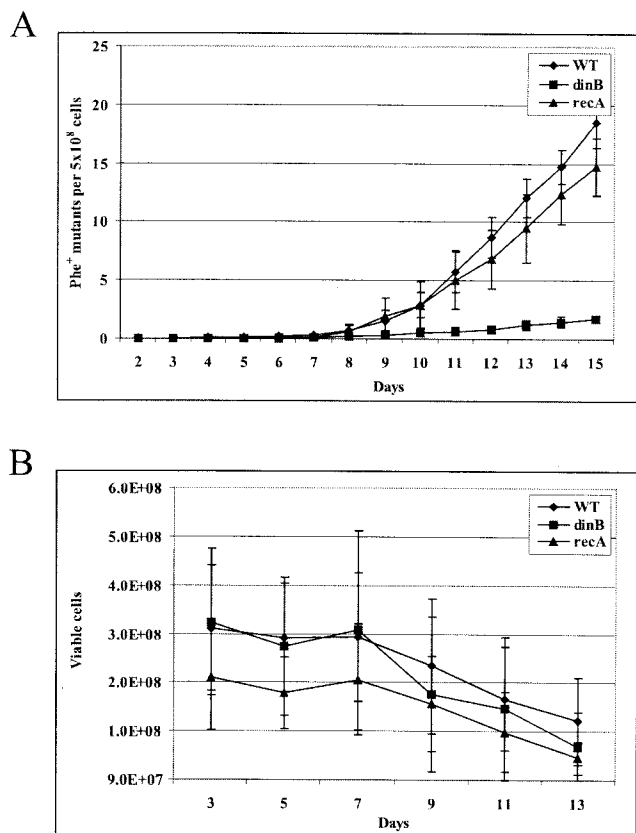 A
25
20
15
10
5
0
Phe+ mutants per 5x10⁸ cells
WT
dinB
recA
2 3 4 5 6 7 8 9 10 11 12 13 14 15
Days
B
6.0E+08
5.0E+08
4.0E+08
3.0E+08
2.0E+08
1.0E+08
9.0E+07
Viable cells
WT
dinB
recA
3 5 7 9 11 13
Days